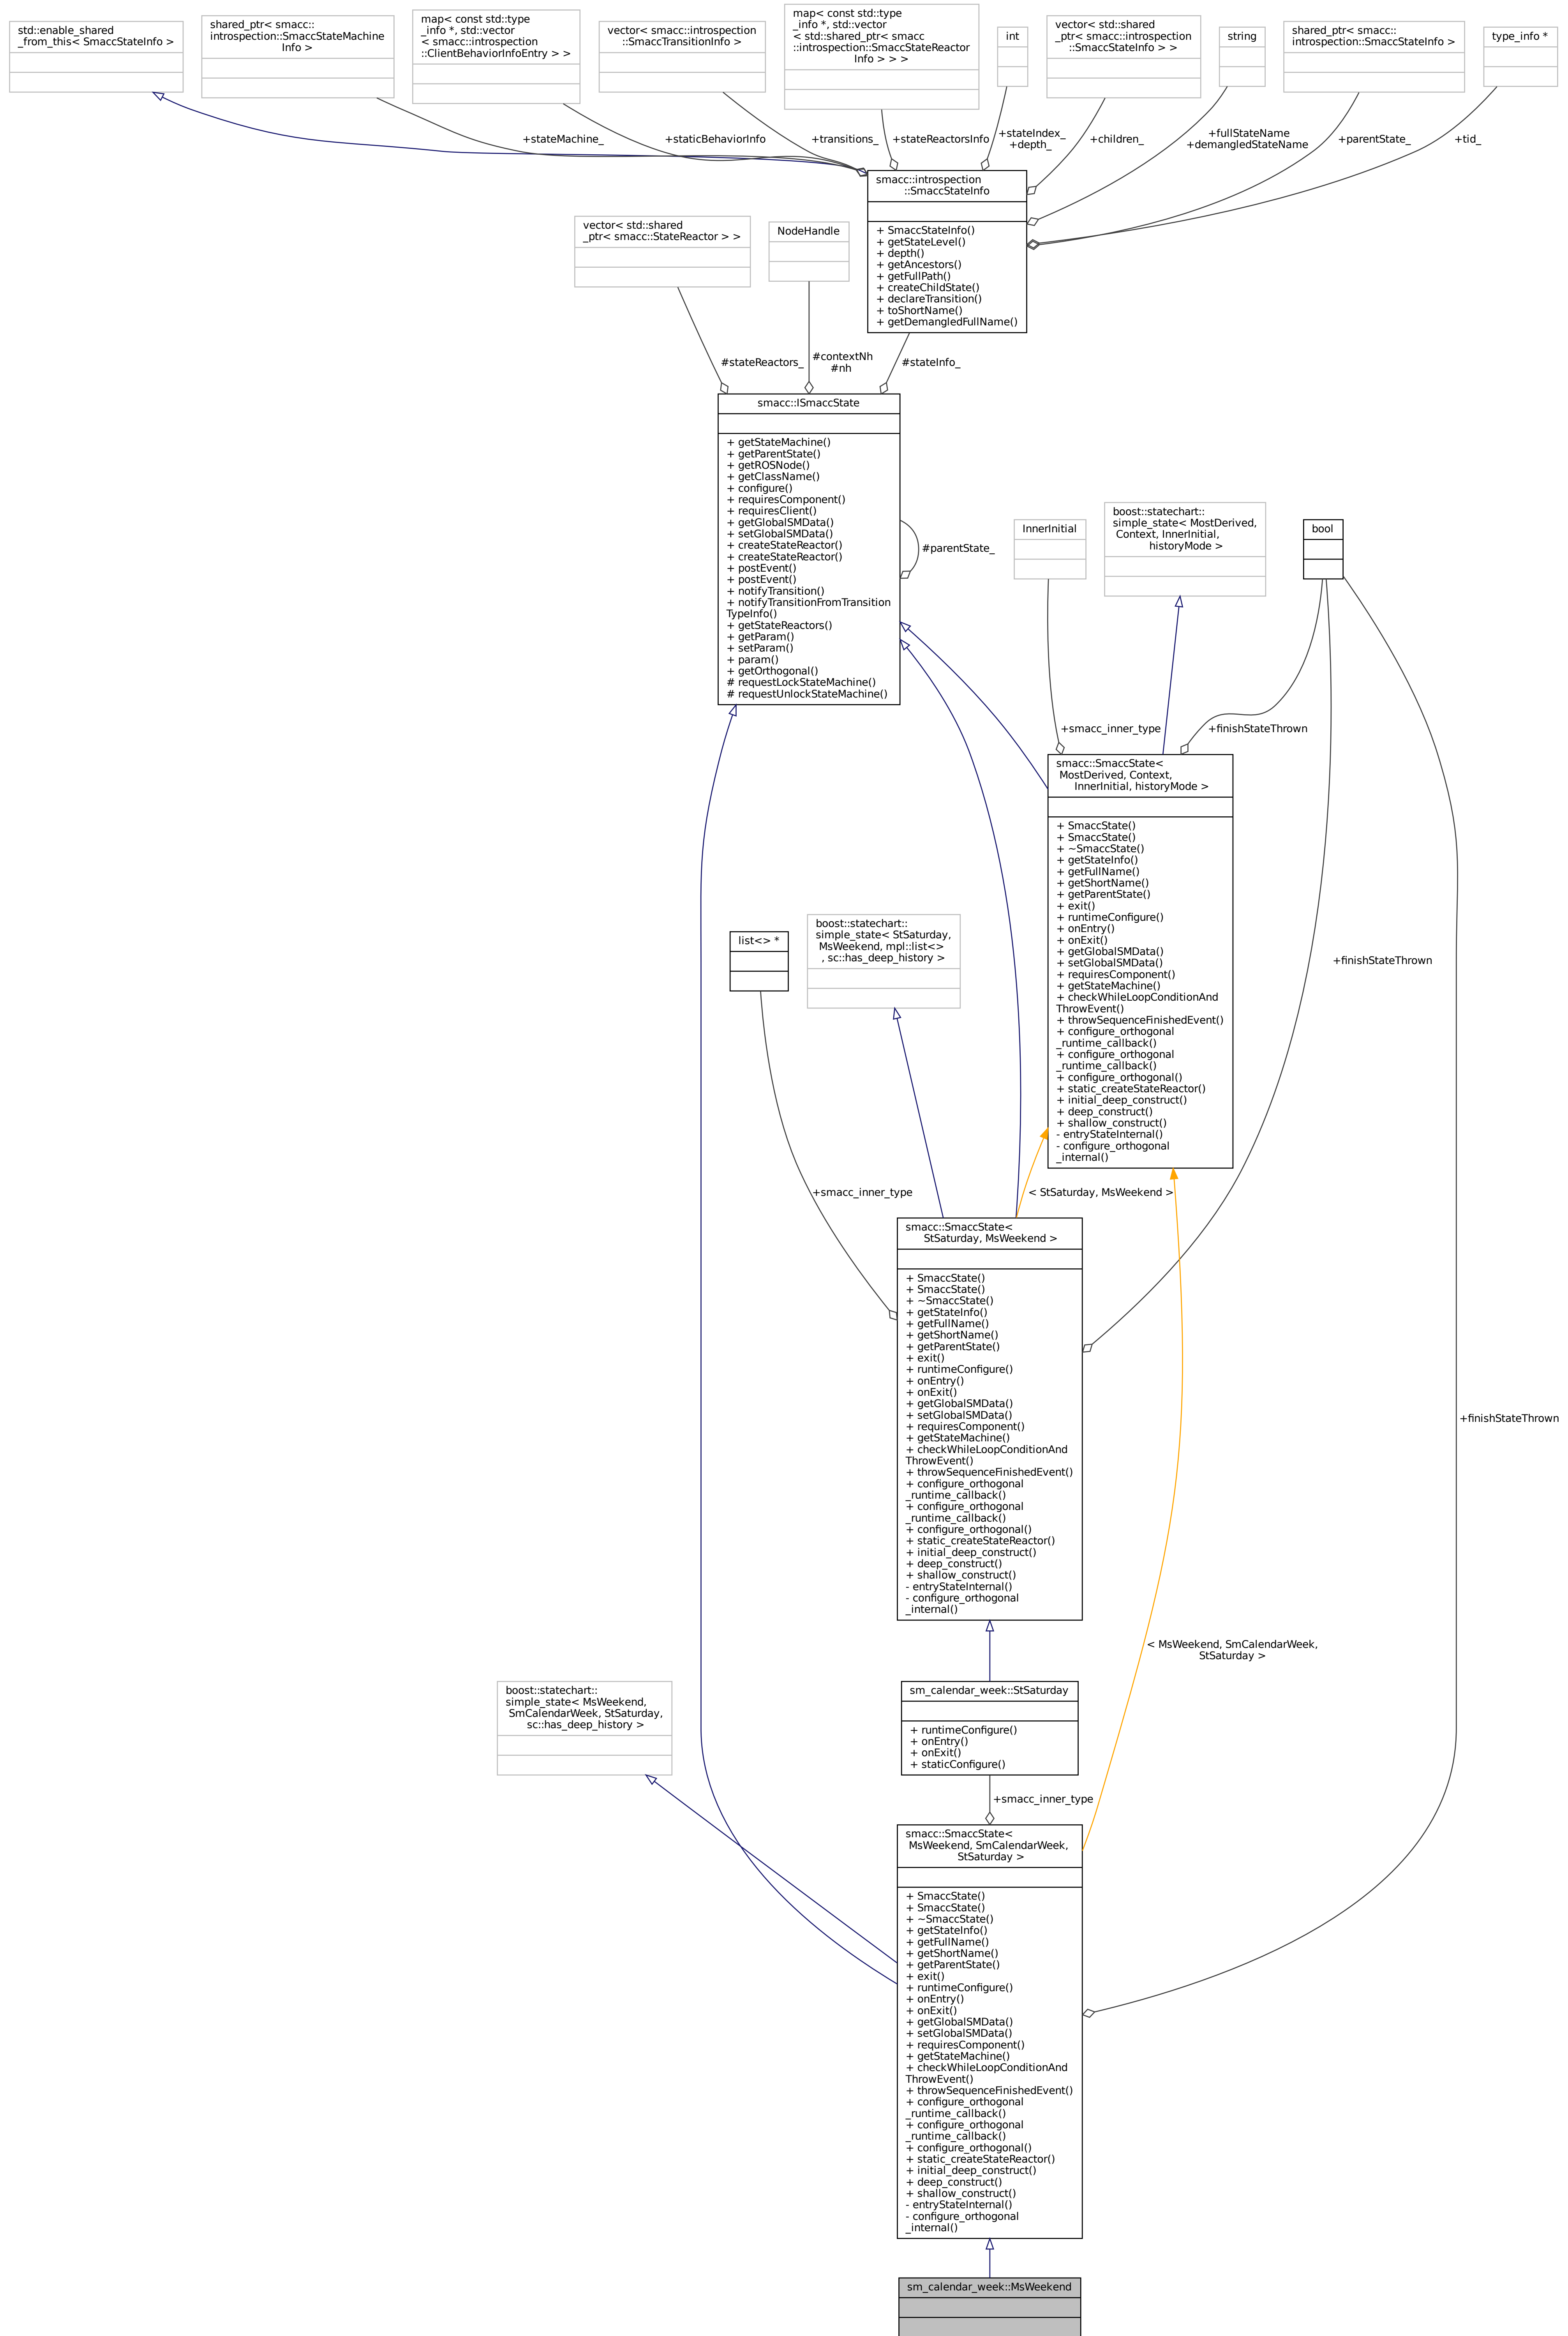 std::enable_shared
_from_this< SmaccStateInfo >
shared_ptr< smacc::
introspection::SmaccStateMachine
Info >
map< const std::type
_info *, std::vector
< smacc::introspection
::ClientBehaviorInfoEntry > >
vector< smacc::introspection
::SmaccTransitionInfo >
map< const std::type
_info *, std::vector
< std::shared_ptr< smacc
::introspection::SmaccStateReactor
Info > > >
int
vector< std::shared
_ptr< smacc::introspection
::SmaccStateInfo > >
string
shared_ptr< smacc::
introspection::SmaccStateInfo >
type_info *
+stateMachine_
+staticBehaviorInfo
+transitions_
+stateReactorsInfo
+stateIndex_
+depth_
+children_
+fullStateName
+demangledStateName
+parentState_
+tid_
smacc::introspection
::SmaccStateInfo
+ SmaccStateInfo()
+ getStateLevel()
+ depth()
+ getAncestors()
+ getFullPath()
+ createChildState()
+ declareTransition()
+ toShortName()
+ getDemangledFullName()
vector< std::shared
_ptr< smacc::StateReactor > >
NodeHandle
#stateReactors_
#contextNh
#nh
#stateInfo_
smacc::ISmaccState
+ getStateMachine()
+ getParentState()
+ getROSNode()
+ getClassName()
+ configure()
+ requiresComponent()
+ requiresClient()
+ getGlobalSMData()
+ setGlobalSMData()
+ createStateReactor()
+ createStateReactor()
+ postEvent()
+ postEvent()
+ notifyTransition()
+ notifyTransitionFromTransition
TypeInfo()
+ getStateReactors()
+ getParam()
+ setParam()
+ param()
+ getOrthogonal()
# requestLockStateMachine()
# requestUnlockStateMachine()
#parentState_
InnerInitial
boost::statechart::
simple_state< MostDerived,
Context, InnerInitial,
historyMode >
bool
+smacc_inner_type
+finishStateThrown
smacc::SmaccState<
MostDerived, Context,
InnerInitial, historyMode >
+ SmaccState()
+ SmaccState()
+ ~SmaccState()
+ getStateInfo()
+ getFullName()
+ getShortName()
+ getParentState()
+ exit()
+ runtimeConfigure()
+ onEntry()
+ onExit()
+ getGlobalSMData()
+ setGlobalSMData()
+ requiresComponent()
+ getStateMachine()
+ checkWhileLoopConditionAnd
ThrowEvent()
+ throwSequenceFinishedEvent()
+ configure_orthogonal
_runtime_callback()
+ configure_orthogonal
_runtime_callback()
+ configure_orthogonal()
+ static_createStateReactor()
+ initial_deep_construct()
+ deep_construct()
+ shallow_construct()
- entryStateInternal()
- configure_orthogonal
_internal()
list<> *
boost::statechart::
simple_state< StSaturday,
MsWeekend, mpl::list<>
, sc::has_deep_history >
+finishStateThrown
+smacc_inner_type
< StSaturday, MsWeekend >
smacc::SmaccState<
StSaturday, MsWeekend >
+ SmaccState()
+ SmaccState()
+ ~SmaccState()
+ getStateInfo()
+ getFullName()
+ getShortName()
+ getParentState()
+ exit()
+ runtimeConfigure()
+ onEntry()
+ onExit()
+ getGlobalSMData()
+ setGlobalSMData()
+ requiresComponent()
+ getStateMachine()
+ checkWhileLoopConditionAnd
ThrowEvent()
+ throwSequenceFinishedEvent()
+ configure_orthogonal
_runtime_callback()
+ configure_orthogonal
_runtime_callback()
+ configure_orthogonal()
+ static_createStateReactor()
+ initial_deep_construct()
+ deep_construct()
+ shallow_construct()
- entryStateInternal()
- configure_orthogonal
_internal()
+finishStateThrown
< MsWeekend, SmCalendarWeek,
StSaturday >
boost::statechart::
simple_state< MsWeekend,
SmCalendarWeek, StSaturday,
sc::has_deep_history >
sm_calendar_week::StSaturday
+ runtimeConfigure()
+ onEntry()
+ onExit()
+ staticConfigure()
+smacc_inner_type
smacc::SmaccState<
MsWeekend, SmCalendarWeek,
StSaturday >
+ SmaccState()
+ SmaccState()
+ ~SmaccState()
+ getStateInfo()
+ getFullName()
+ getShortName()
+ getParentState()
+ exit()
+ runtimeConfigure()
+ onEntry()
+ onExit()
+ getGlobalSMData()
+ setGlobalSMData()
+ requiresComponent()
+ getStateMachine()
+ checkWhileLoopConditionAnd
ThrowEvent()
+ throwSequenceFinishedEvent()
+ configure_orthogonal
_runtime_callback()
+ configure_orthogonal
_runtime_callback()
+ configure_orthogonal()
+ static_createStateReactor()
+ initial_deep_construct()
+ deep_construct()
+ shallow_construct()
- entryStateInternal()
- configure_orthogonal
_internal()
sm_calendar_week::MsWeekend